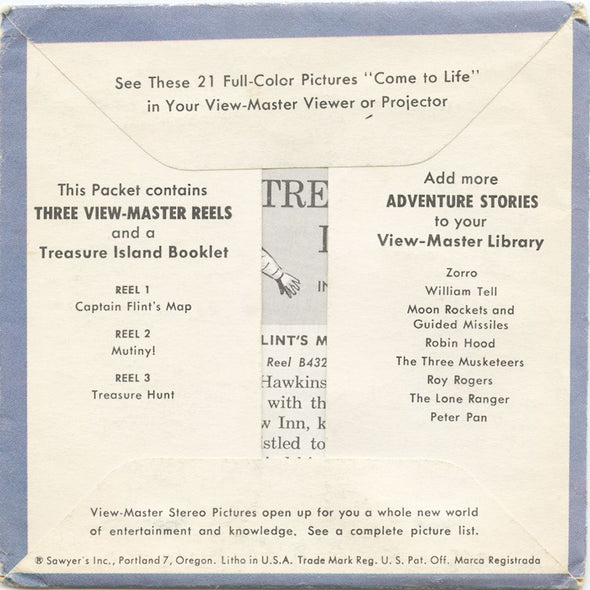 See These 21 Full-Color Pictures "Come to Life"
in Your View-Master Viewer or Projector
This Packet contains
THREE VIEW-MASTER REELS
and a
Treasure Island Booklet
REEL 1
Captain Flint's Map
REEL 2
Mutiny!
REEL 3
Treasure Hunt
TRE
I
IN
LINT'S M
Reel B432
Hawkins
with th
w Inn, k
stled to
Add more
ADVENTURE STORIES
to your
View-Master Library
Zorro
William Tell
Moon Rockets and
Guided Missiles
Robin Hood
The Three Musketeers
Roy Rogers
The Lone Ranger
Peter Pan
View-Master Stereo Pictures open up for you a whole new world
of entertainment and knowledge. See a complete picture list.
® Sawyer's Inc., Portland 7, Oregon. Litho in U.S.A. Trade Mark Reg. U. S. Pat. Off. Marca Registrada